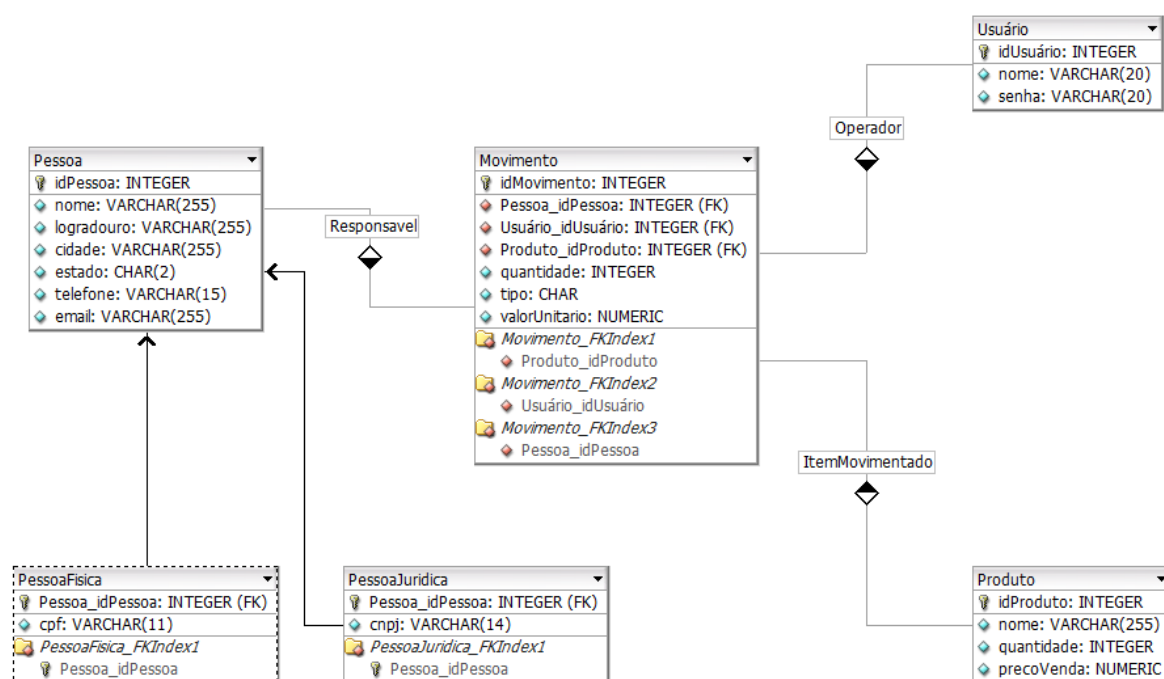 Usuário
idUsuário: INTEGER
nome: VARCHAR(20)
senha: VARCHAR(20)
Operador
Pessoa
idPessoa: INTEGER
nome: VARCHAR(255)
logradouro: VARCHAR(255)
cidade: VARCHAR(255)
estado: CHAR(2)
telefone: VARCHAR(15)
email: VARCHAR(255)
Responsavel
Movimento
idMovimento: INTEGER
Pessoa_idPessoa: INTEGER (FK)
Usuário_idUsuário: INTEGER (FK)
Produto_idProduto: INTEGER (FK)
quantidade: INTEGER
tipo: CHAR
valorUnitario: NUMERIC
Movimento_FKIndex1
Produto_idProduto
Movimento_FKIndex2
Usuário_idUsuário
Movimento_FKIndex3
Pessoa_idPessoa
ItemMovimentado
PessoaFisica
Pessoa_idPessoa: INTEGER (FK)
cpf: VARCHAR(11)
PessoaFisica_FKIndex1
Pessoa_idPessoa
PessoaJuridica
Pessoa_idPessoa: INTEGER (FK)
cnpj: VARCHAR(14)
PessoaJuridica_FKIndex1
Pessoa_idPessoa
Produto
idProduto: INTEGER
nome: VARCHAR(255)
quantidade: INTEGER
precoVenda: NUMERIC